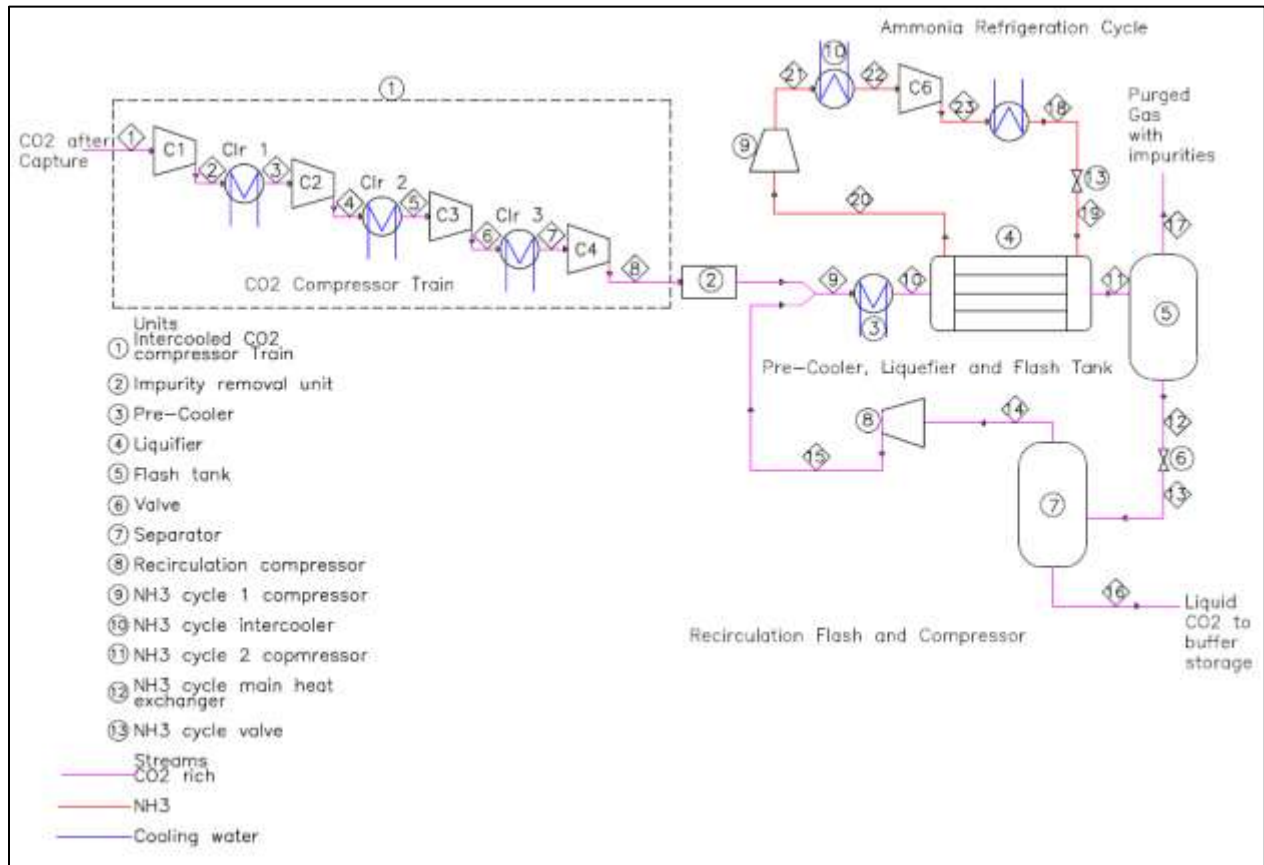 Ammonia Refrigeration Cycle
1
10
21
22
C6
23
18
Purged
Gas
with
impurities
CO2 after
Capture
1
C1
2
Clr 1
3
C2
4
Clr 2
5
C3
6
Clr 3
7
C4
8
9
13
20
19
4
17
CO2 Compressor Train
2
9
10
3
11
5
Pre-Cooler, Liquefier and Flash Tank
8
14
12
6
15
7
13
16
Liquid
CO2 to
buffer
storage
Recirculation Flash and Compressor
Units
1 Intercooled CO2
compressor Train
2 Impurity removal unit
3 Pre-Cooler
4 Liquifier
5 Flash tank
6 Valve
7 Separator
8 Recirculation compressor
9 NH3 cycle 1 compressor
10 NH3 cycle intercooler
11 NH3 cycle 2 copmressor
12 NH3 cycle main heat
exchanger
13 NH3 cycle valve
Streams
CO2 rich
NH3
Cooling water